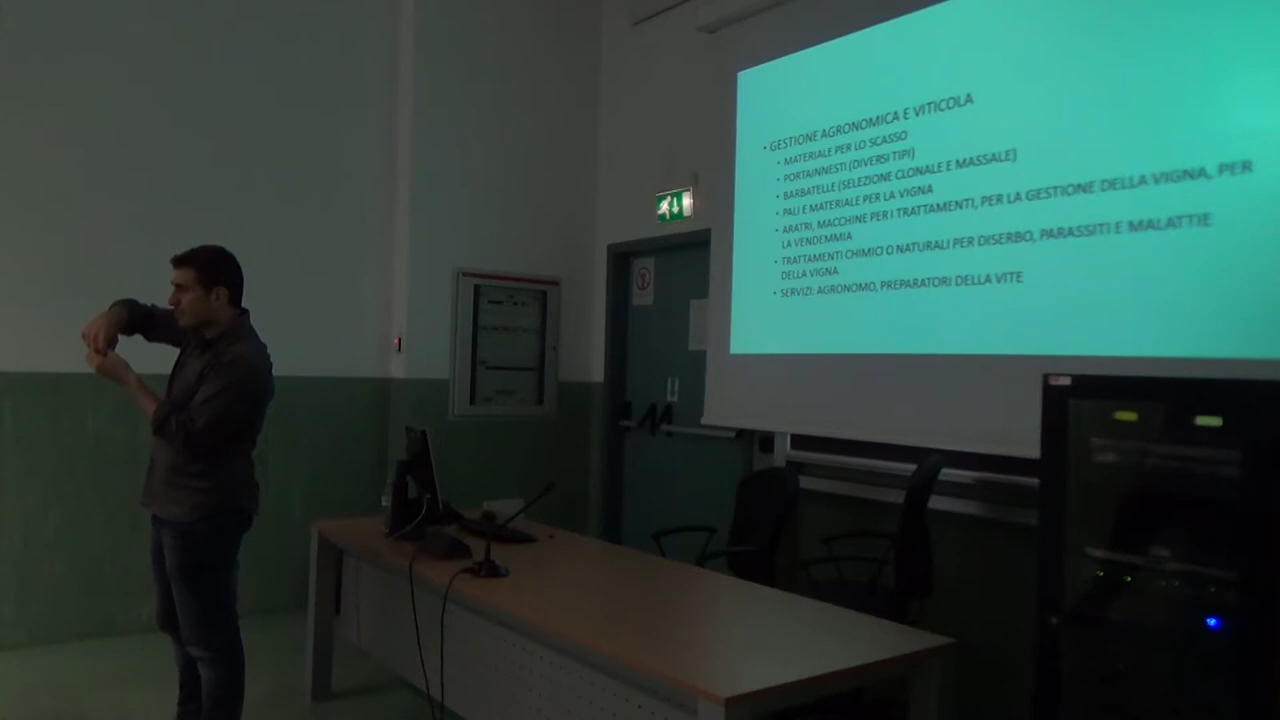 • GESTIONE AGRONOMICA E VITICOLA
• MATERIALE PER LO SCASSO
• PORTAINNESTI (DIVERSI TIPI)
• BARBATELLE (SELEZIONE CLONALE E MASSALE)
• PALI E MATERIALE PER LA VIGNA
• ARATRI, MACCHINE PER I TRATTAMENTI, PER LA GESTIONE DELLA VIGNA, PER
LA VENDEMMIA
• TRATTAMENTI CHIMICI O NATURALI PER DISERBO, PARASSITI E MALATTIE
DELLA VIGNA
• SERVIZI: AGRONOMO, PREPARATORI DELLA VITE